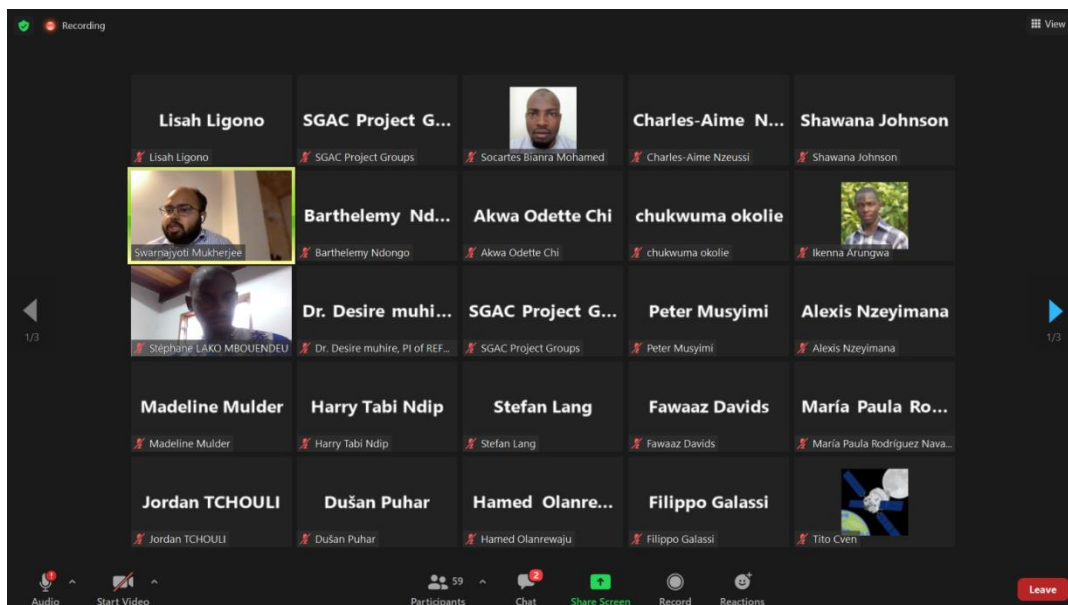 Recording
View
Lisah Ligono
SGAC Project G...
Charles-Aime N...
Shawana Johnson
Lisah Ligono
SGAC Project Groups
Socartes Bianra Mohamed
Charles-Aime Nzeussi
Shawana Johnson
Barthelemy Nd...
Akwa Odette Chi
chukwuma okolie
Swarnajyoti Mukherjee
Barthelemy Ndongo
Akwa Odette Chi
chukwuma okolie
Ikenna Arungwa
Dr. Desire muhi...
SGAC Project G...
Peter Musyimi
Alexis Nzeyimana
1/3
1/3
Stéphane LAKO MBOUENDEU
Dr. Desire muhire, PI of REF...
SGAC Project Groups
Peter Musyimi
Alexis Nzeyimana
Madeline Mulder
Harry Tabi Ndip
Stefan Lang
Fawaaz Davids
María Paula Ro...
Madeline Mulder
Harry Tabi Ndip
Stefan Lang
Fawaaz Davids
María Paula Rodríguez Nava...
Jordan TCHOULI
Dušan Puhar
Hamed Olanre...
Filippo Galassi
Jordan TCHOULI
Dušan Puhar
Hamed Olanrewaju
Filippo Galassi
Tito Cven
59
2
Audio
Start Video
Participants
Chat
Share Screen
Record
Reactions
Leave